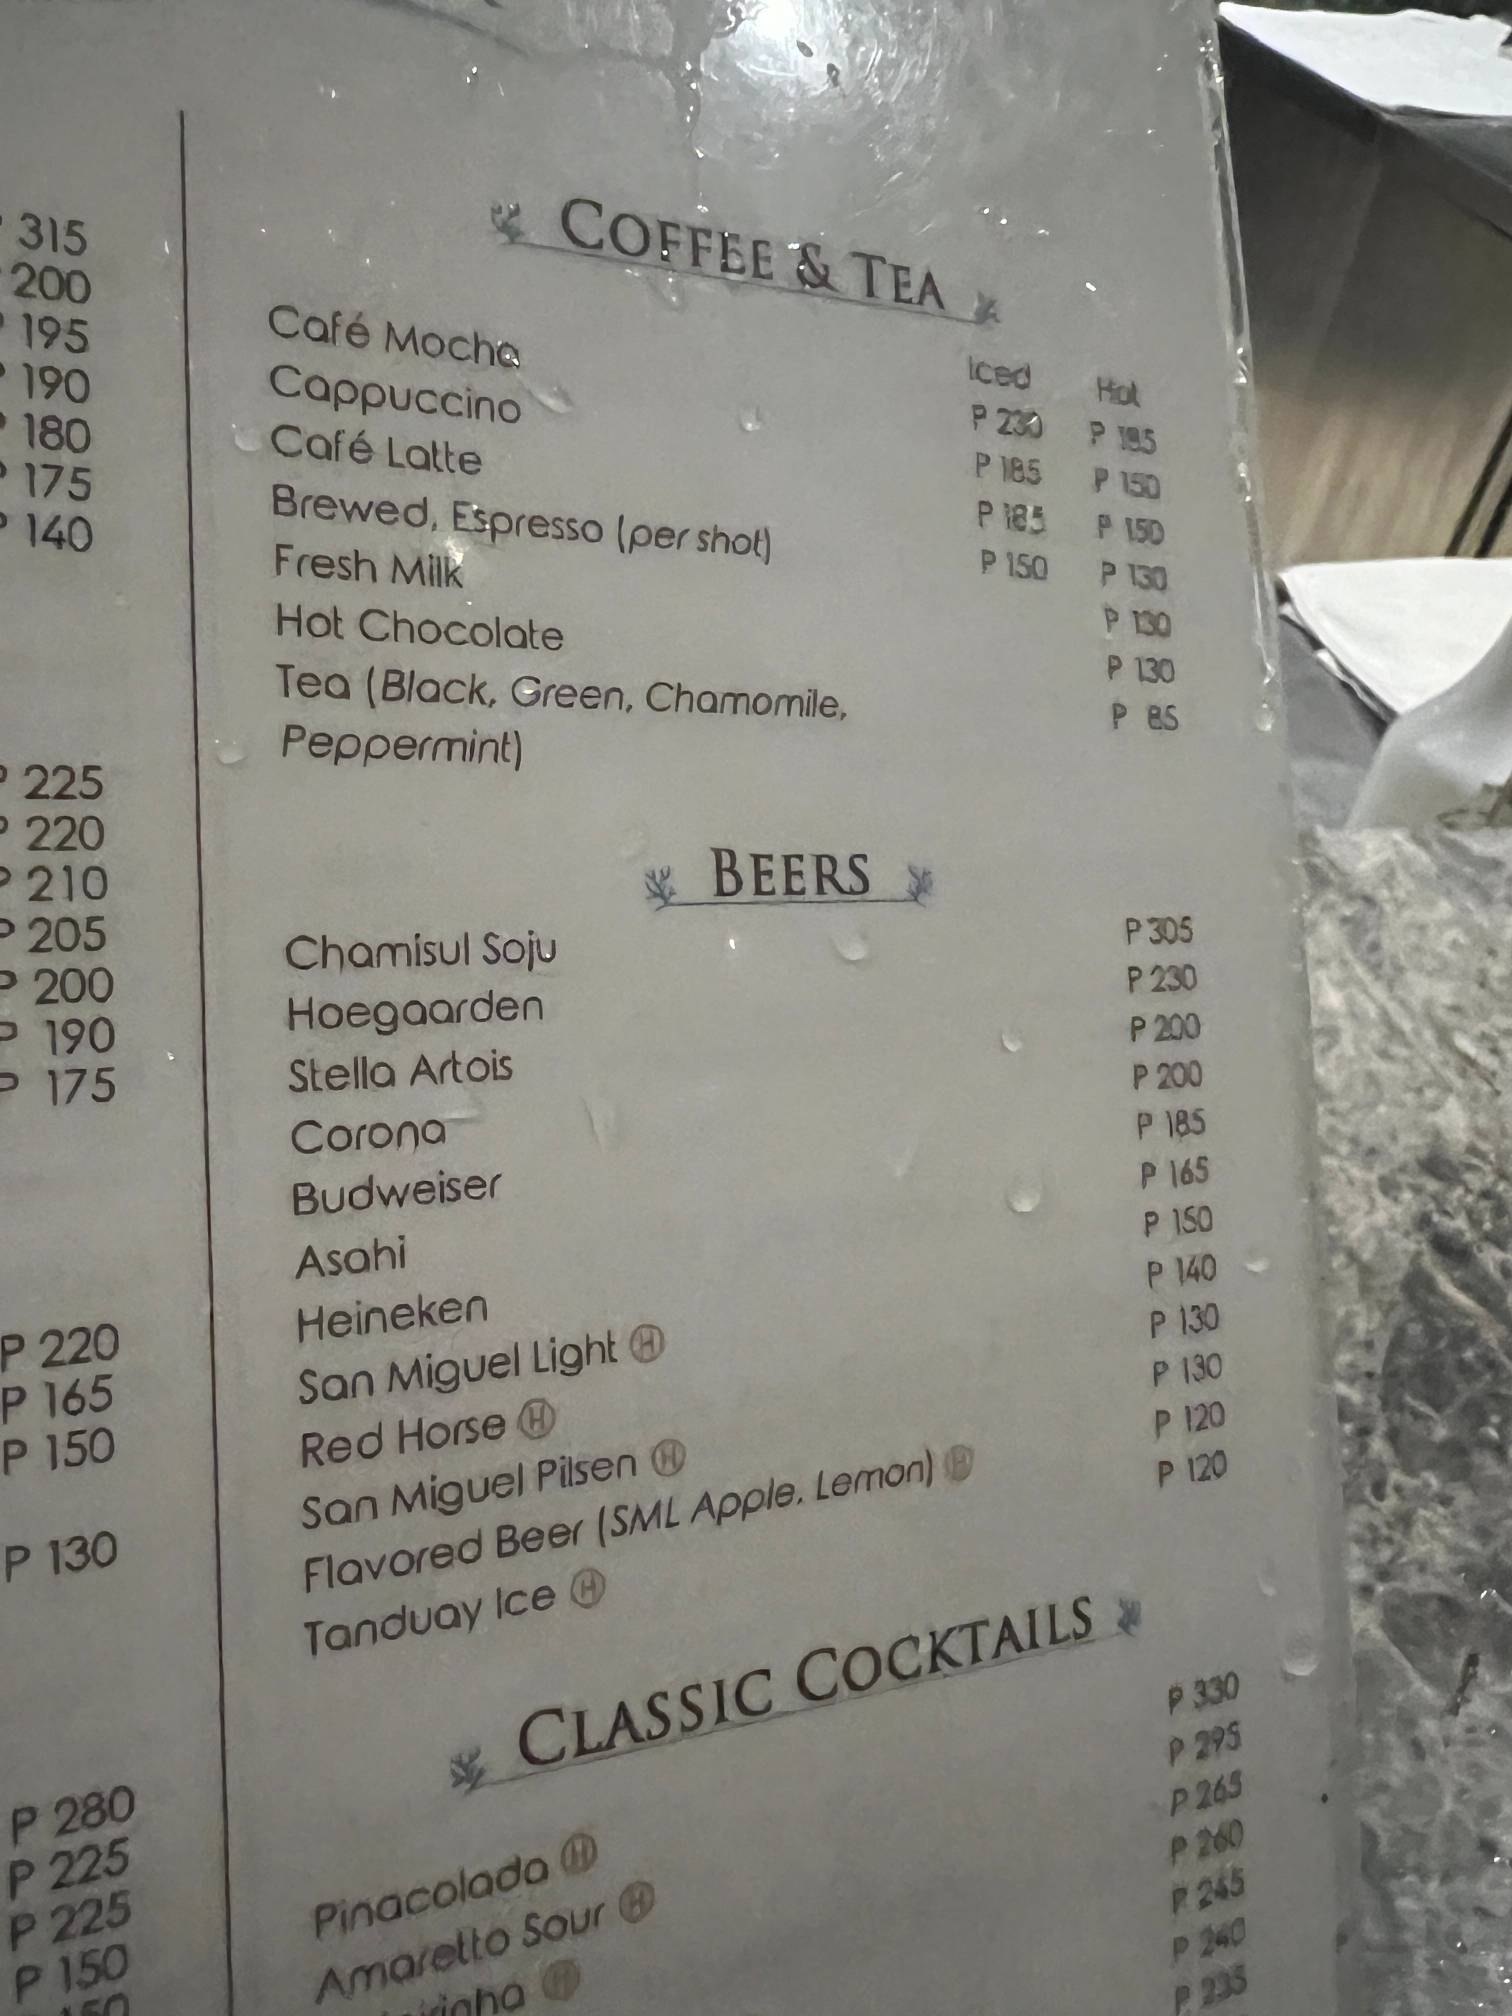 315
200
195
190
180
175
140
225
220
210
205
200
190
175
P 220
P 165
P 150
P 130
P 280
P 225
P 225
P 150
COFFEE & TEA
Iced Hot
Café Mocha P 230 P 185
Cappuccino P 185 P 150
Café Latte P 185 P 150
Brewed, Espresso (per shot) P 150 P 130
Fresh Milk P 130
Hot Chocolate P 130
Tea (Black, Green, Chamomile, P 85
Peppermint)
BEERS
Chamisul Soju P 305
Hoegaarden P 230
Stella Artois P 200
Corona P 200
Budweiser P 185
Asahi P 165
Heineken P 150
San Miguel Light H P 140
Red Horse H P 130
San Miguel Pilsen H P 130
Flavored Beer (SML Apple, Lemon) H P 120
Tanduay Ice H P 120
CLASSIC COCKTAILS
Pinacolada H P 330
Amaretto Sour H P 295
P 265
P 260
P 245
P 240
P 235